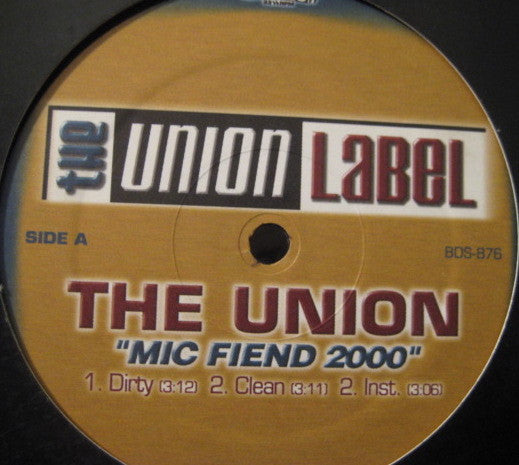 the UNION LABEL
SIDE A
BDS-876
THE UNION
"MIC FIEND 2000"
1. Dirty (3:12) 2. Clean (3:11) 2. Inst. (3:06)